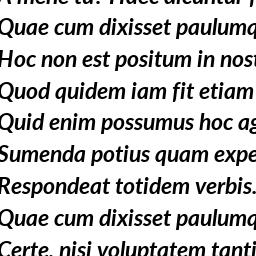 Quae cum dixisset paulumq
Hoc non est positum in nost
Quod quidem iam fit etiam
Quid enim possumus hoc ag
Sumenda potius quam expe
Respondeat totidem verbis.
Quae cum dixisset paulumq
Certe, nisi voluptatem tanti